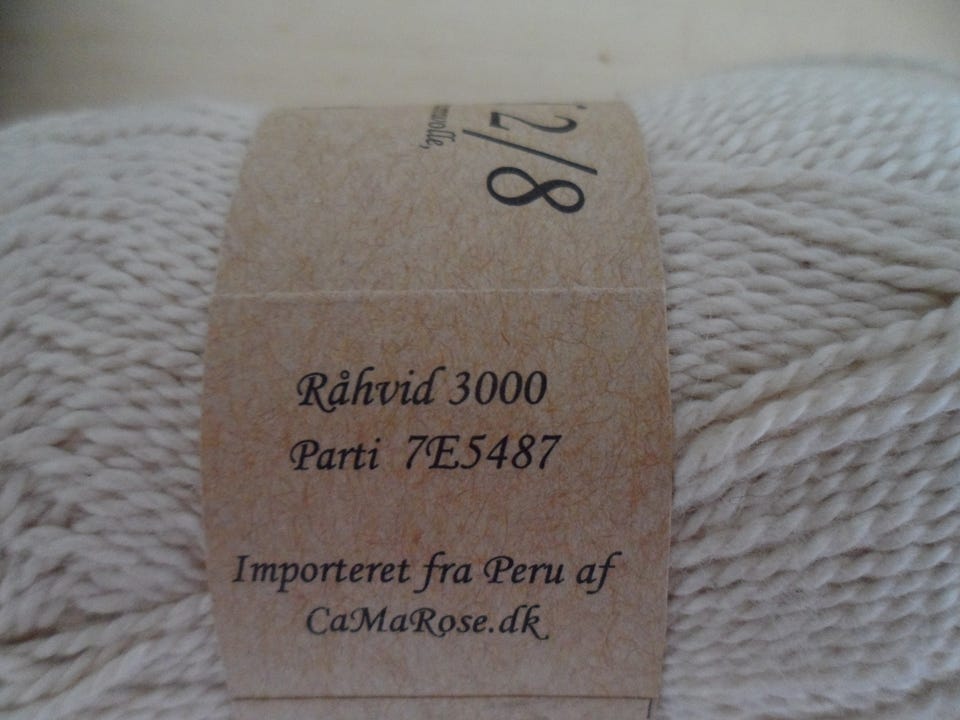 2/8
Råhvid 3000
Parti 7E5487
Importeret fra Peru af
CaMaRose.dk